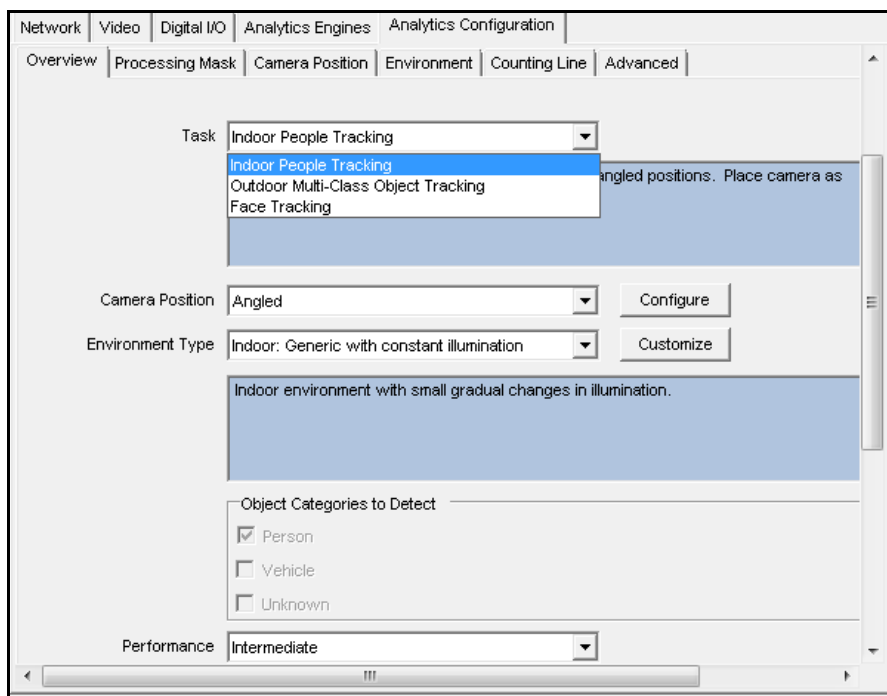 Network Video Digital I/O Analytics Engines Analytics Configuration
Overview Processing Mask Camera Position Environment Counting Line Advanced
Task Indoor People Tracking
Indoor People Tracking
angled positions. Place camera as
Outdoor Multi-Class Object Tracking
Face Tracking
Camera Position Angled Configure
Environment Type Indoor: Generic with constant illumination Customize
Indoor environment with small gradual changes in illumination.
Object Categories to Detect
Person
Vehicle
Unknown
Performance Intermediate